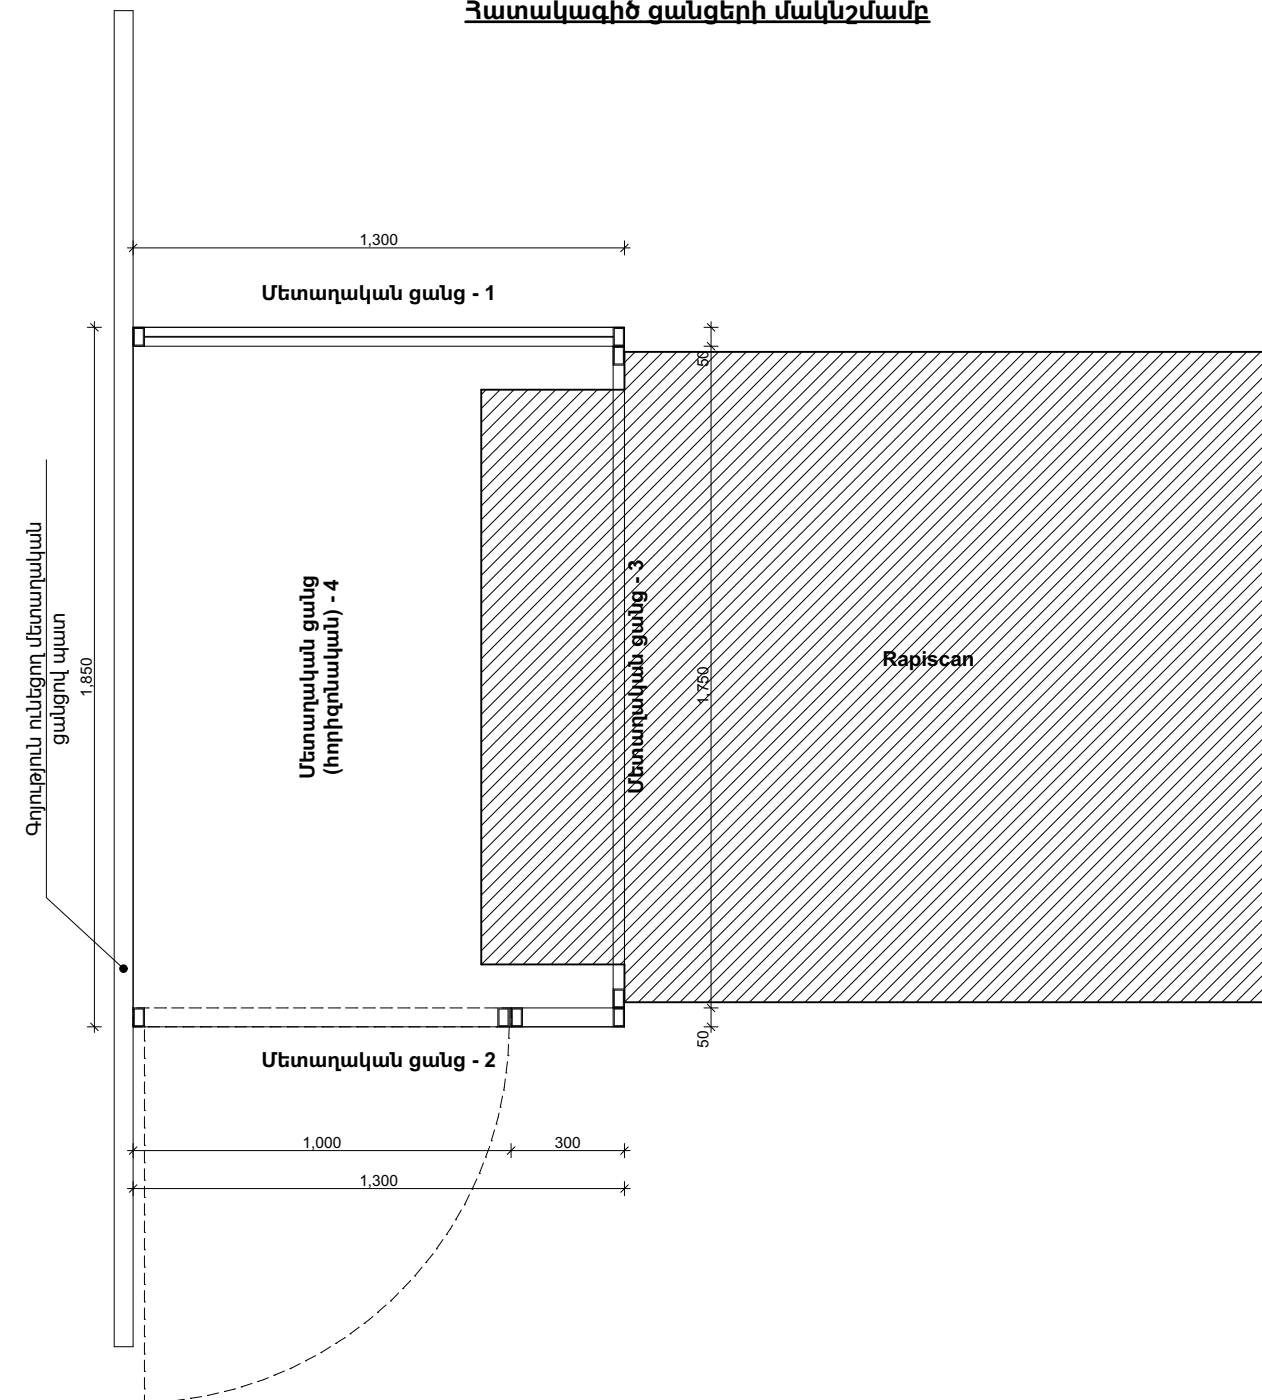 Հատակագիծ ցանցերի մակնշմամբ
1,300
Մետաղական ցանց - 1
50
Գոյություն ունեցող մետաղական
ցանցով պատ
1,850
Մետաղական ցանց
(հորիզոնական) - 4
Մետաղական ցանց - 3
1,750
Rapiscan
50
Մետաղական ցանց - 2
1,000
300
1,300